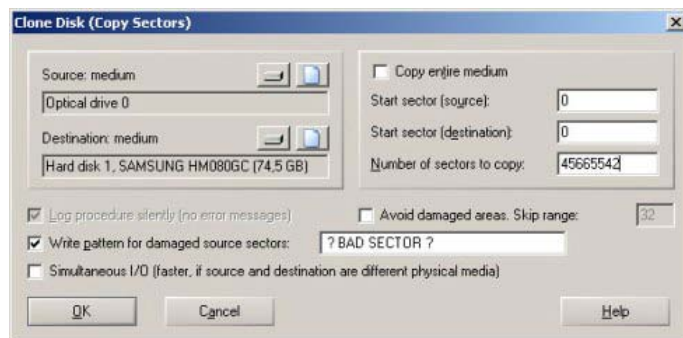 Clone Disk (Copy Sectors)
Source: medium
Optical drive 0
Destination: medium
Hard disk 1, SAMSUNG HM080GC (74,5 GB)
Copy entire medium
Start sector (source): 0
Start sector (destination): 0
Number of sectors to copy: 45665542
Log procedure silently (no error messages)
Avoid damaged areas. Skip range: 32
Write pattern for damaged source sectors: ? BAD SECTOR ?
Simultaneous I/O (faster, if source and destination are different physical media)
OK Cancel Help